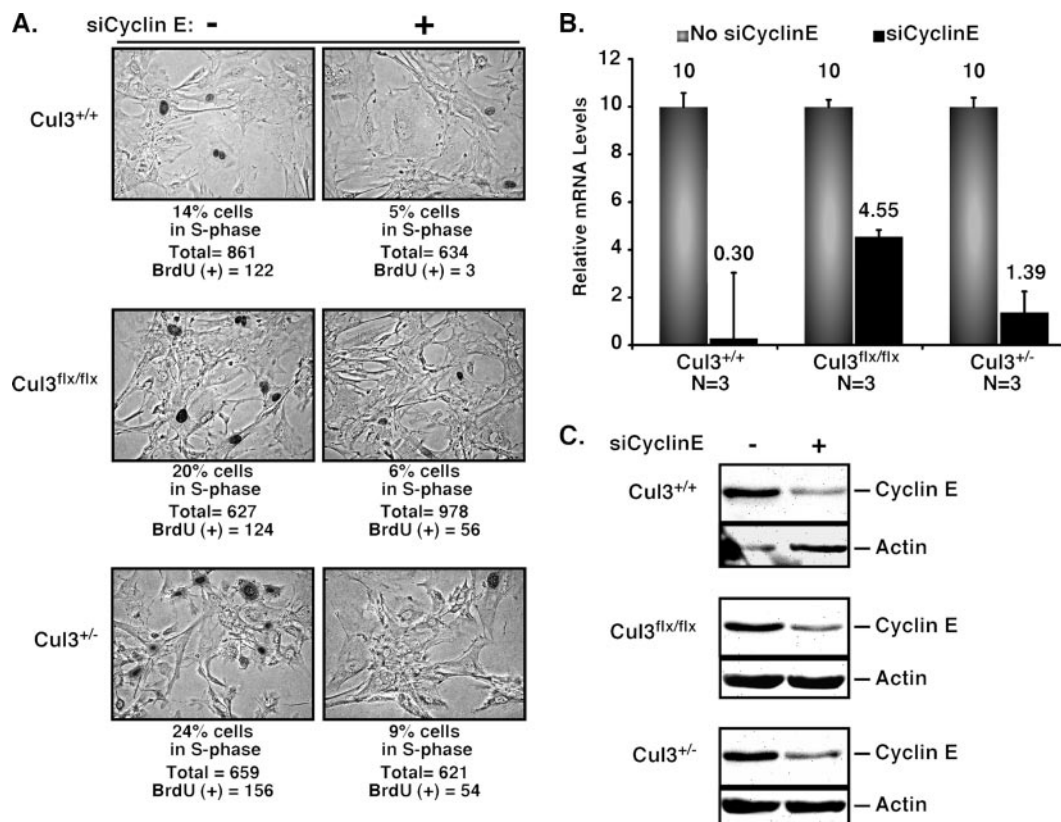 A.
siCyclin E: - +
Cul3+/+
14% cells
in S-phase
Total= 861
BrdU (+) = 122
5% cells
in S-phase
Total= 634
BrdU (+) = 3
Cul3flx/flx
20% cells
in S-phase
Total= 627
BrdU (+) = 124
6% cells
in S-phase
Total= 978
BrdU (+) = 56
Cul3+/-
24% cells
in S-phase
Total = 659
BrdU (+) = 156
9% cells
in S-phase
Total= 621
BrdU (+) = 54
B.
No siCyclinE siCyclinE
Relative mRNA Levels
12
10
8
6
4
2
0
10
0.30
10
4.55
10
1.39
Cul3+/+
N=3
Cul3flx/flx
N=3
Cul3+/-
N=3
C.
siCyclinE - +
Cul3+/+
Cyclin E
Actin
Cul3flx/flx
Cyclin E
Actin
Cul3+/-
Cyclin E
Actin